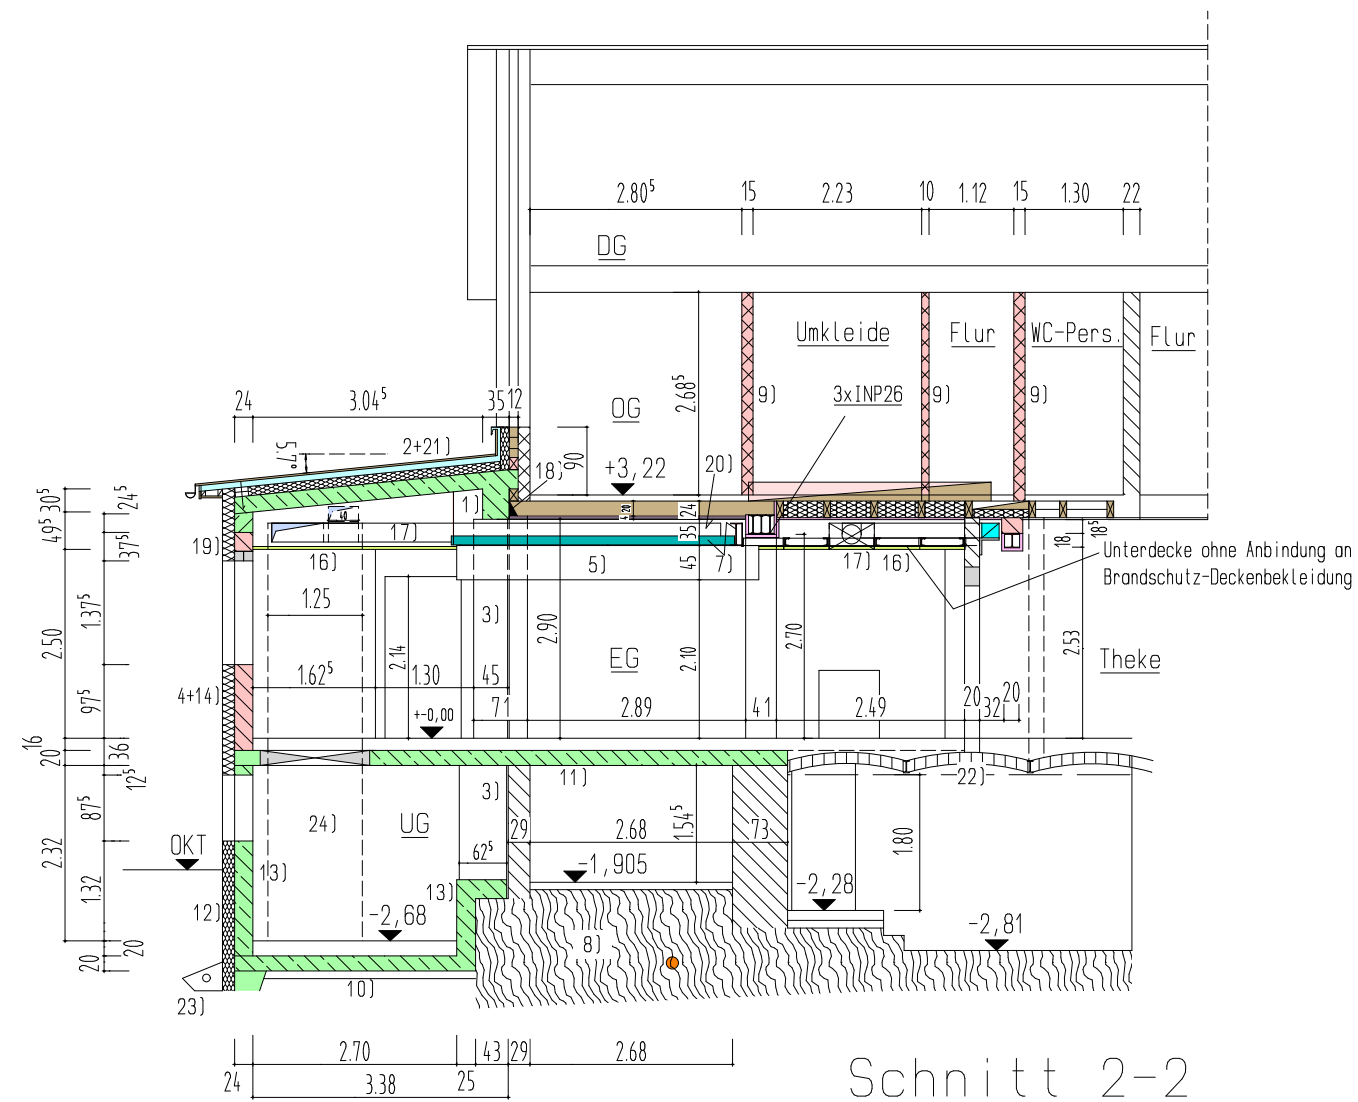 2.80⁵ 15 2.23 10 1.12 15 1.30 22
DG
Umkleide Flur WC-Pers. Flur
2.68⁵
9) 3xINP26 9) 9)
24 3.04⁵ 35 12
OG
5.7°
2+21)
90
18) +3,22 20)
30⁵ 24⁵
1)
4.20 24
49⁵ 37⁵
40
17)
35
18 18⁵
19) 16) 5) 45 7) 17) 16)
Unterdecke ohne Anbindung an
Brandschutz-Deckenbekleidung
1.25
1.37⁵
2.50
3)
2.90
2.70
2.53
2.14
EG
2.10
Theke
4+14) 1.62⁵ 1.30 45
97⁵
+-0,00
71 2.89 41 2.49 20 32 20
16 20 36
12⁵
11) 22)
3)
87⁵
24) UG
29 2.68 1.54⁵ 73
1.80
2.32
OKT
62⁵
-1,905
13) 13)
-2,28
1.32
12) -2,68
-2,81
8)
20 20
10)
23)
2.70 43 29 2.68
24 3.38 25
Schnitt 2-2